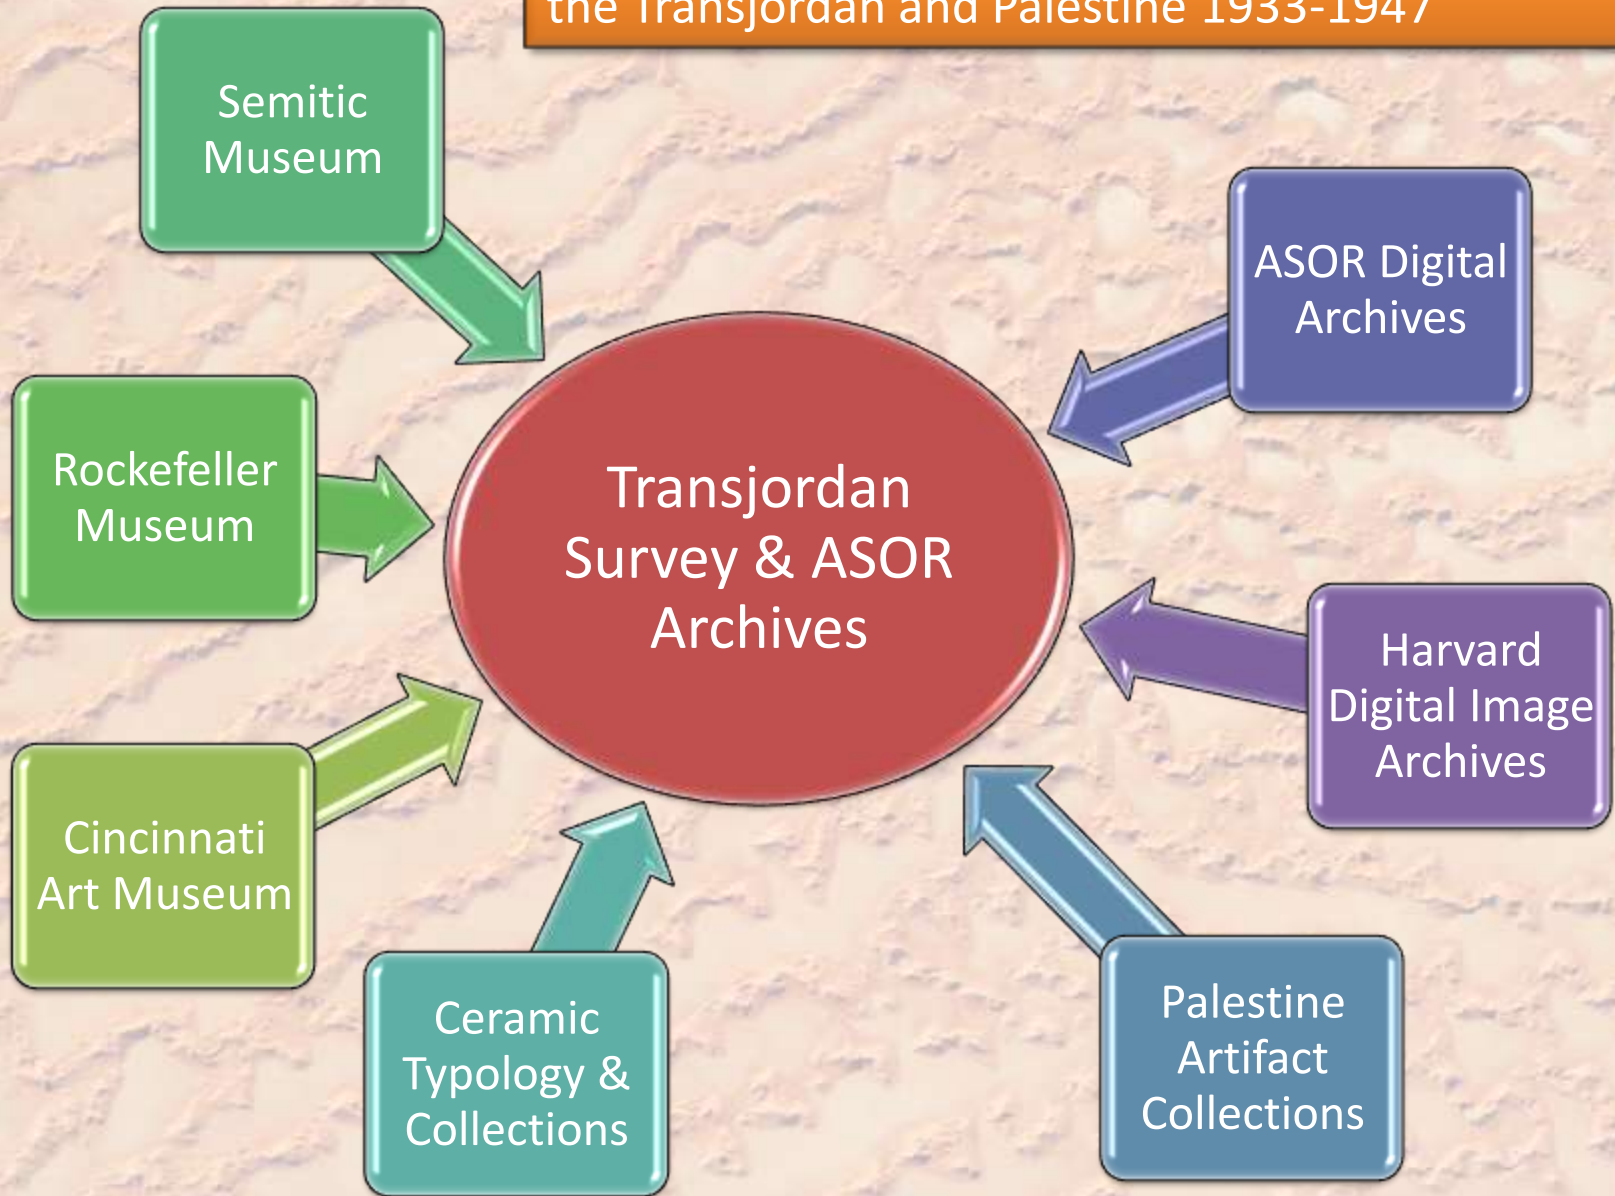 the Transjordan and Palestine 1933-1947
Semitic
Museum
ASOR Digital
Archives
Rockefeller
Museum
Transjordan
Survey & ASOR
Archives
Harvard
Digital Image
Archives
Cincinnati
Art Museum
Ceramic
Typology &
Collections
Palestine
Artifact
Collections